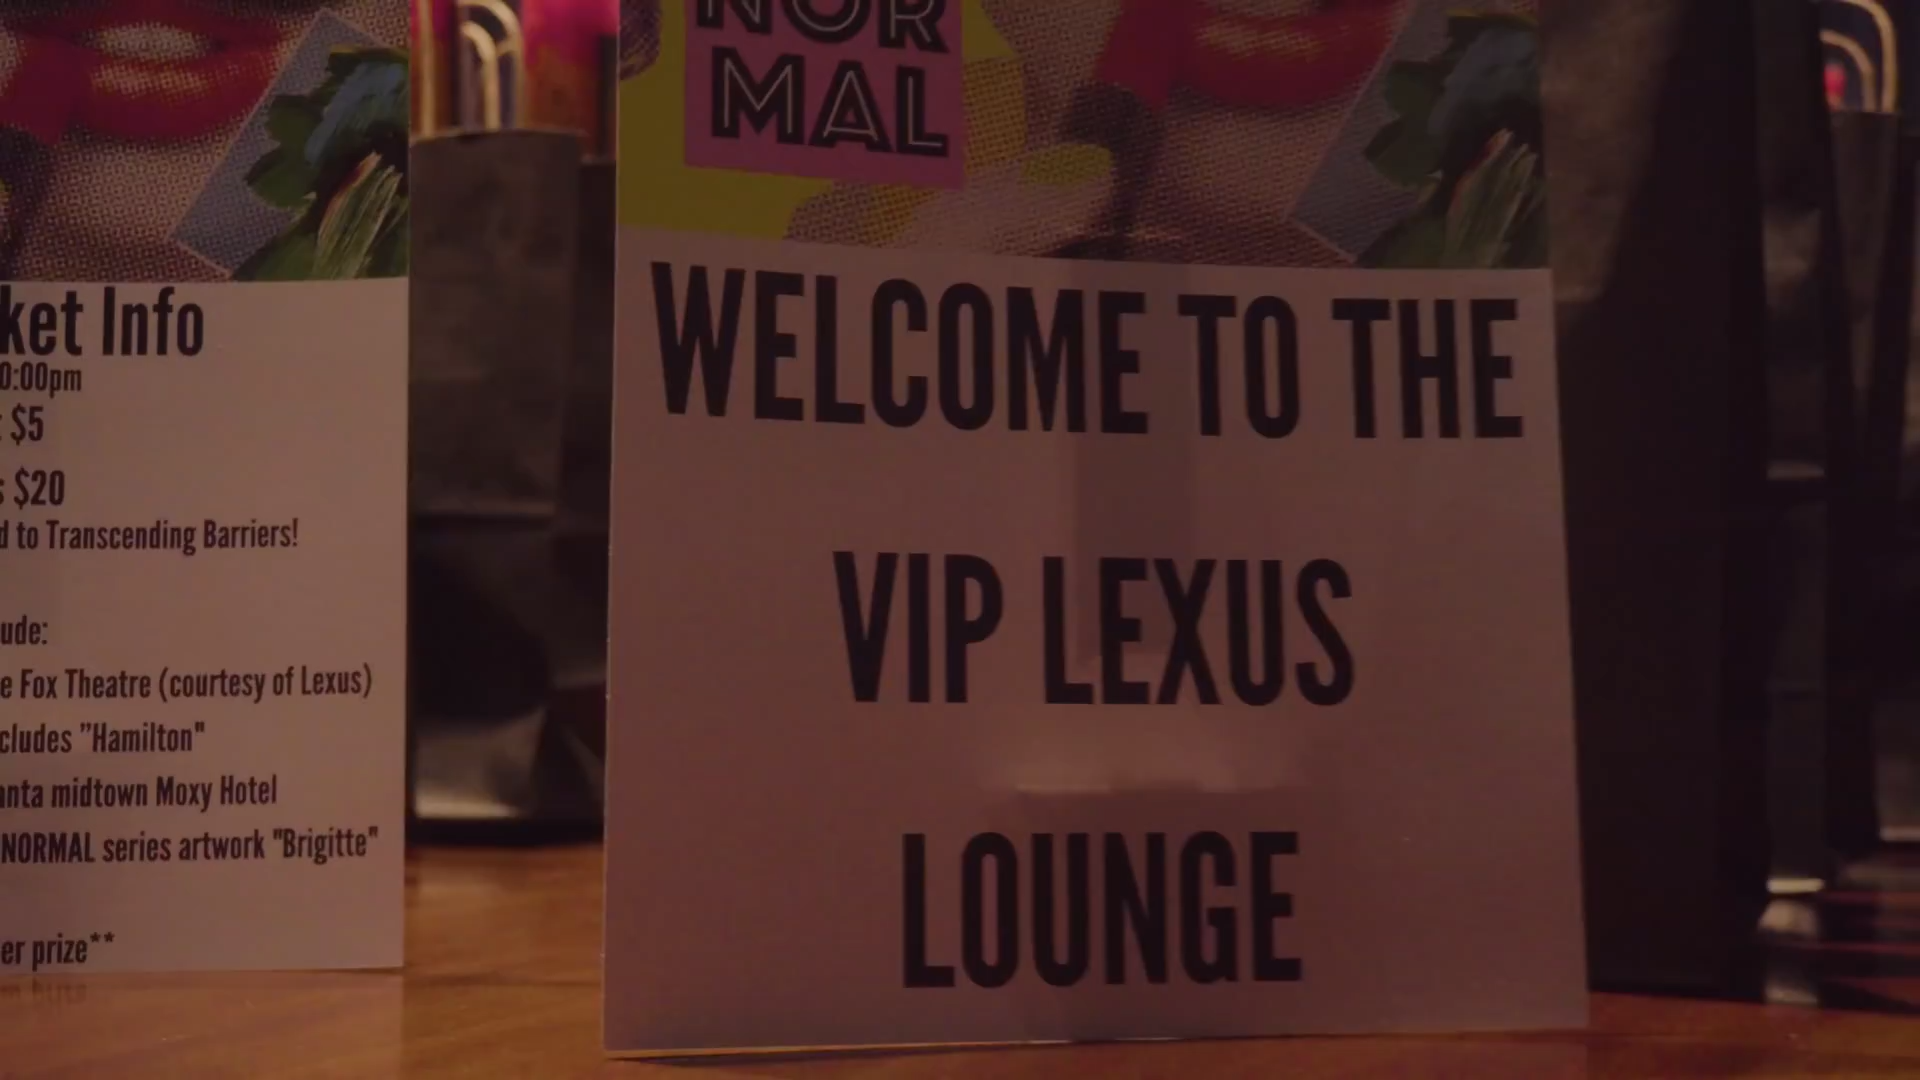 ket Info
0:00pm
$5
$20
d to Transcending Barriers!
ude:
e Fox Theatre (courtesy of Lexus)
cludes "Hamilton"
anta midtown Moxy Hotel
NORMAL series artwork "Brigitte"
er prize**
NOR
MAL
WELCOME TO THE
VIP LEXUS
LOUNGE